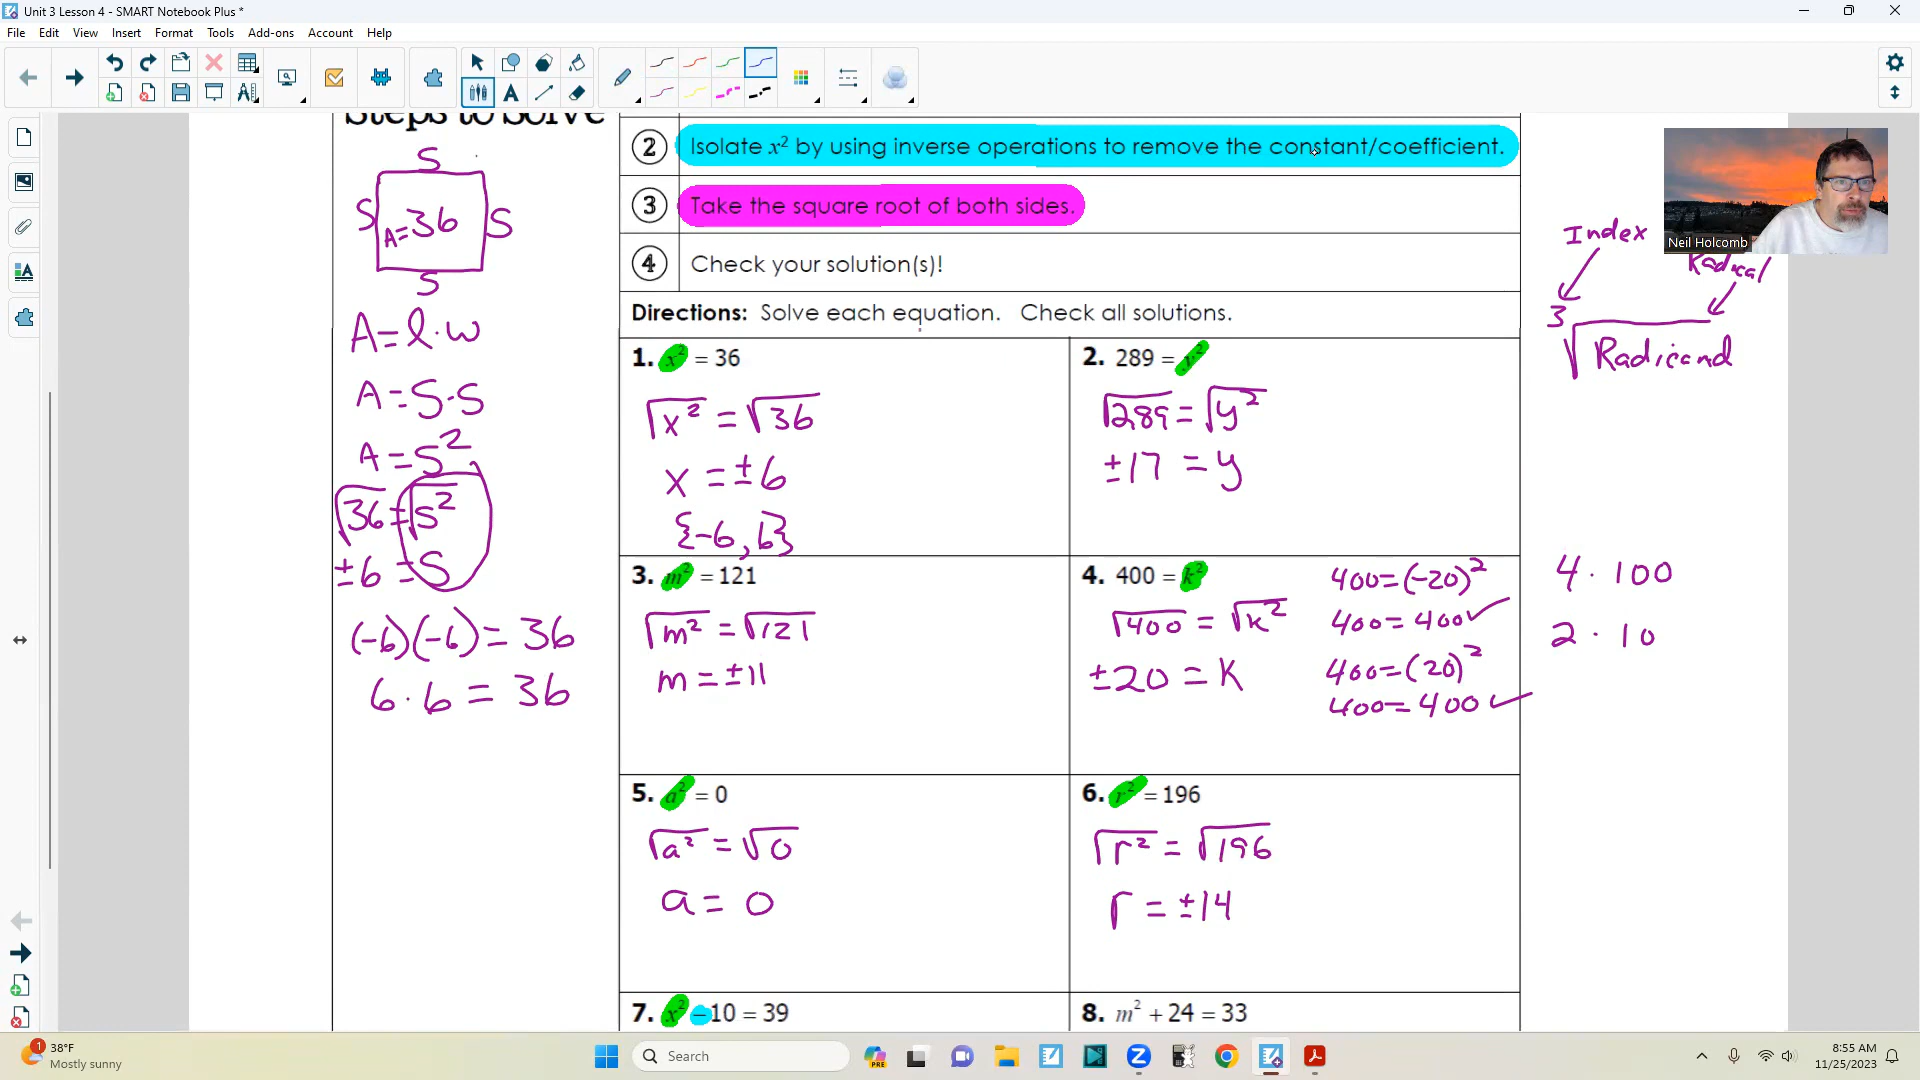 Unit 3 Lesson 4 - SMART Notebook Plus *
File Edit View Insert Format Tools Add-ons Account Help
Steps to Solve
② Isolate x² by using inverse operations to remove the constant/coefficient.
③ Take the square root of both sides.
④ Check your solution(s)!
Directions: Solve each equation. Check all solutions.
S
S A=36 S
S
A=l·w
A=S·S
A=S²
√36=√S²
±6=S
(-6)(-6)=36
6·6=36
1. x² = 36
√x² = √36
x = ±6
{-6, 6}
2. 289 = y²
√289 = √y²
±17 = y
3. m² = 121
√m² = √121
m = ±11
4. 400 = k²
√400 = √k²
±20 = K
400=(-20)²
400=400✓
400=(20)²
400=400✓
5. a² = 0
√a² = √0
a = 0
6. r² = 196
√r² = √196
r = ±14
7. x² – 10 = 39
8. m² + 24 = 33
Neil Holcomb
Index
Radical
3
√Radicand
4 · 100
2 · 10
1
38°F
Mostly sunny
Search
PRE
8:55 AM
11/25/2023